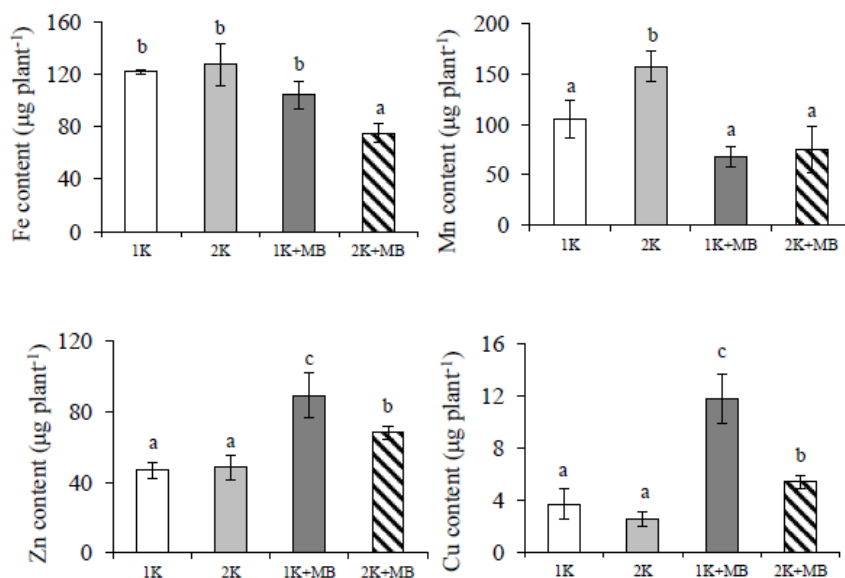 Fe content (µg plant⁻¹)
160
120
80
40
0
b
b
b
a
1K
2K
1K+MB
2K+MB
Mn content (µg plant⁻¹)
200
150
100
50
0
a
b
a
a
1K
2K
1K+MB
2K+MB
Zn content (µg plant⁻¹)
120
80
40
0
a
a
c
b
1K
2K
1K+MB
2K+MB
Cu content (µg plant⁻¹)
16
12
8
4
0
a
a
c
b
1K
2K
1K+MB
2K+MB